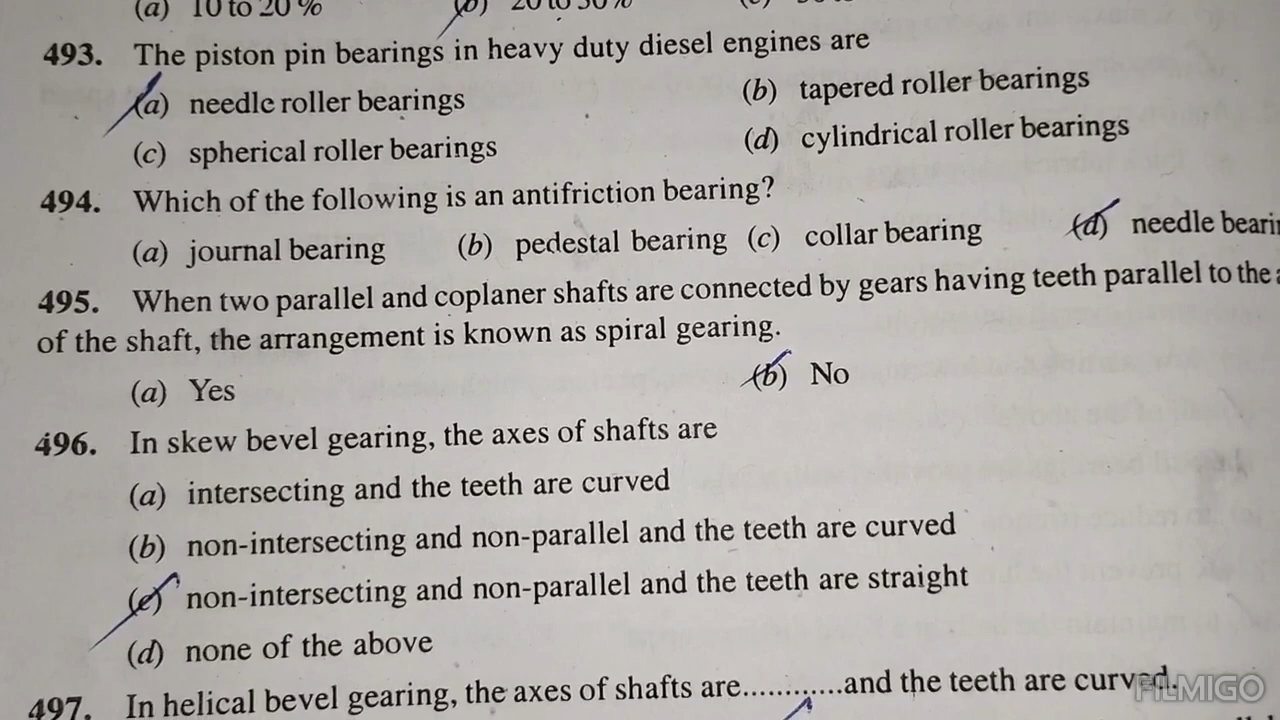 (a) 10 to 20 % (b)
493. The piston pin bearings in heavy duty diesel engines are
(a) needle roller bearings (b) tapered roller bearings
(c) spherical roller bearings (d) cylindrical roller bearings
494. Which of the following is an antifriction bearing?
(a) journal bearing (b) pedestal bearing (c) collar bearing (d) needle beari
495. When two parallel and coplaner shafts are connected by gears having teeth parallel to the
of the shaft, the arrangement is known as spiral gearing.
(a) Yes (b) No
496. In skew bevel gearing, the axes of shafts are
(a) intersecting and the teeth are curved
(b) non-intersecting and non-parallel and the teeth are curved
(c) non-intersecting and non-parallel and the teeth are straight
(d) none of the above
497. In helical bevel gearing, the axes of shafts are............and the teeth are curved.
FILMIGO